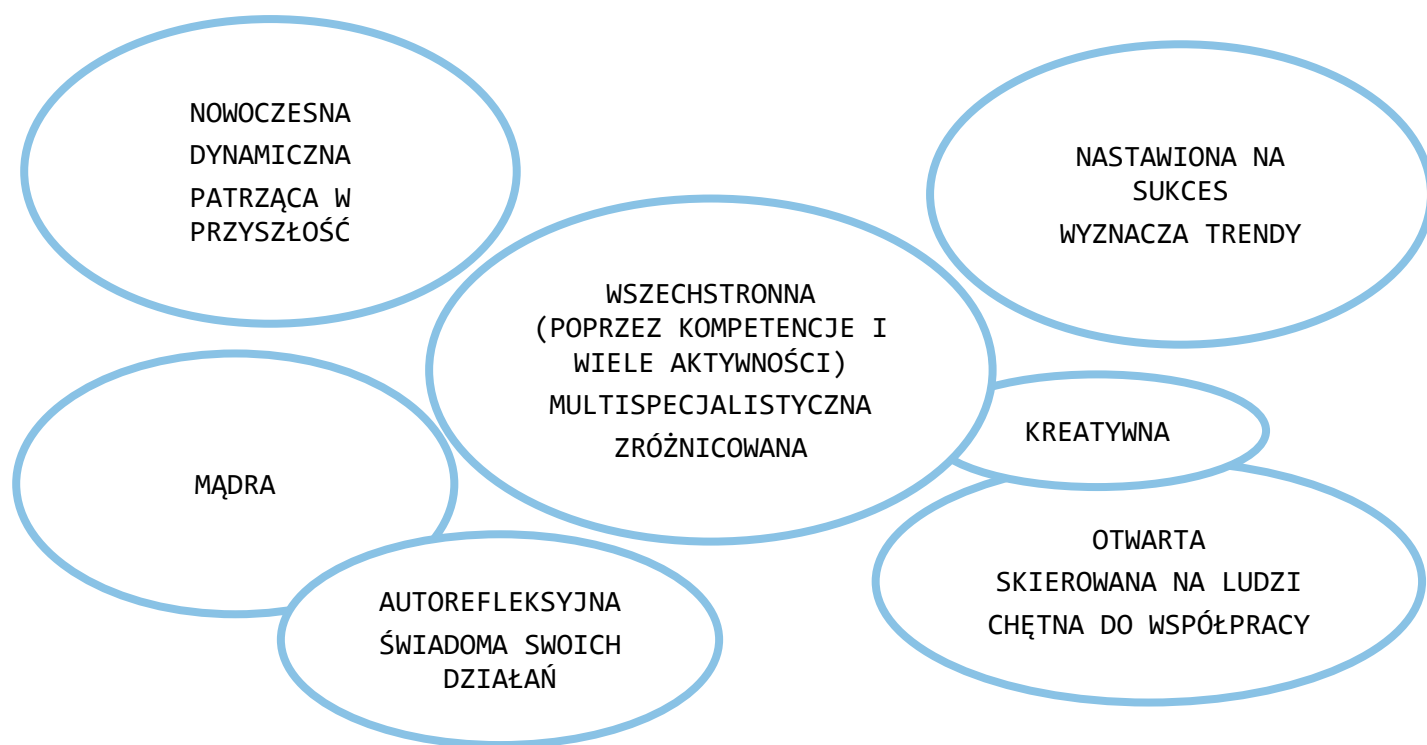 NOWOCZESNA
DYNAMICZNA
PATRZĄCA W
PRZYSZŁOŚĆ
NASTAWIONA NA
SUKCES
WYZNACZA TRENDY
WSZECHSTRONNA
(POPRZEZ KOMPETENCJE I
WIELE AKTYWNOŚCI)
MULTISPECJALISTYCZNA
ZRÓŻNICOWANA
KREATYWNA
MĄDRA
OTWARTA
SKIEROWANA NA LUDZI
CHĘTNA DO WSPÓŁPRACY
AUTOREFLEKSYJNA
ŚWIADOMA SWOICH
DZIAŁAŃ